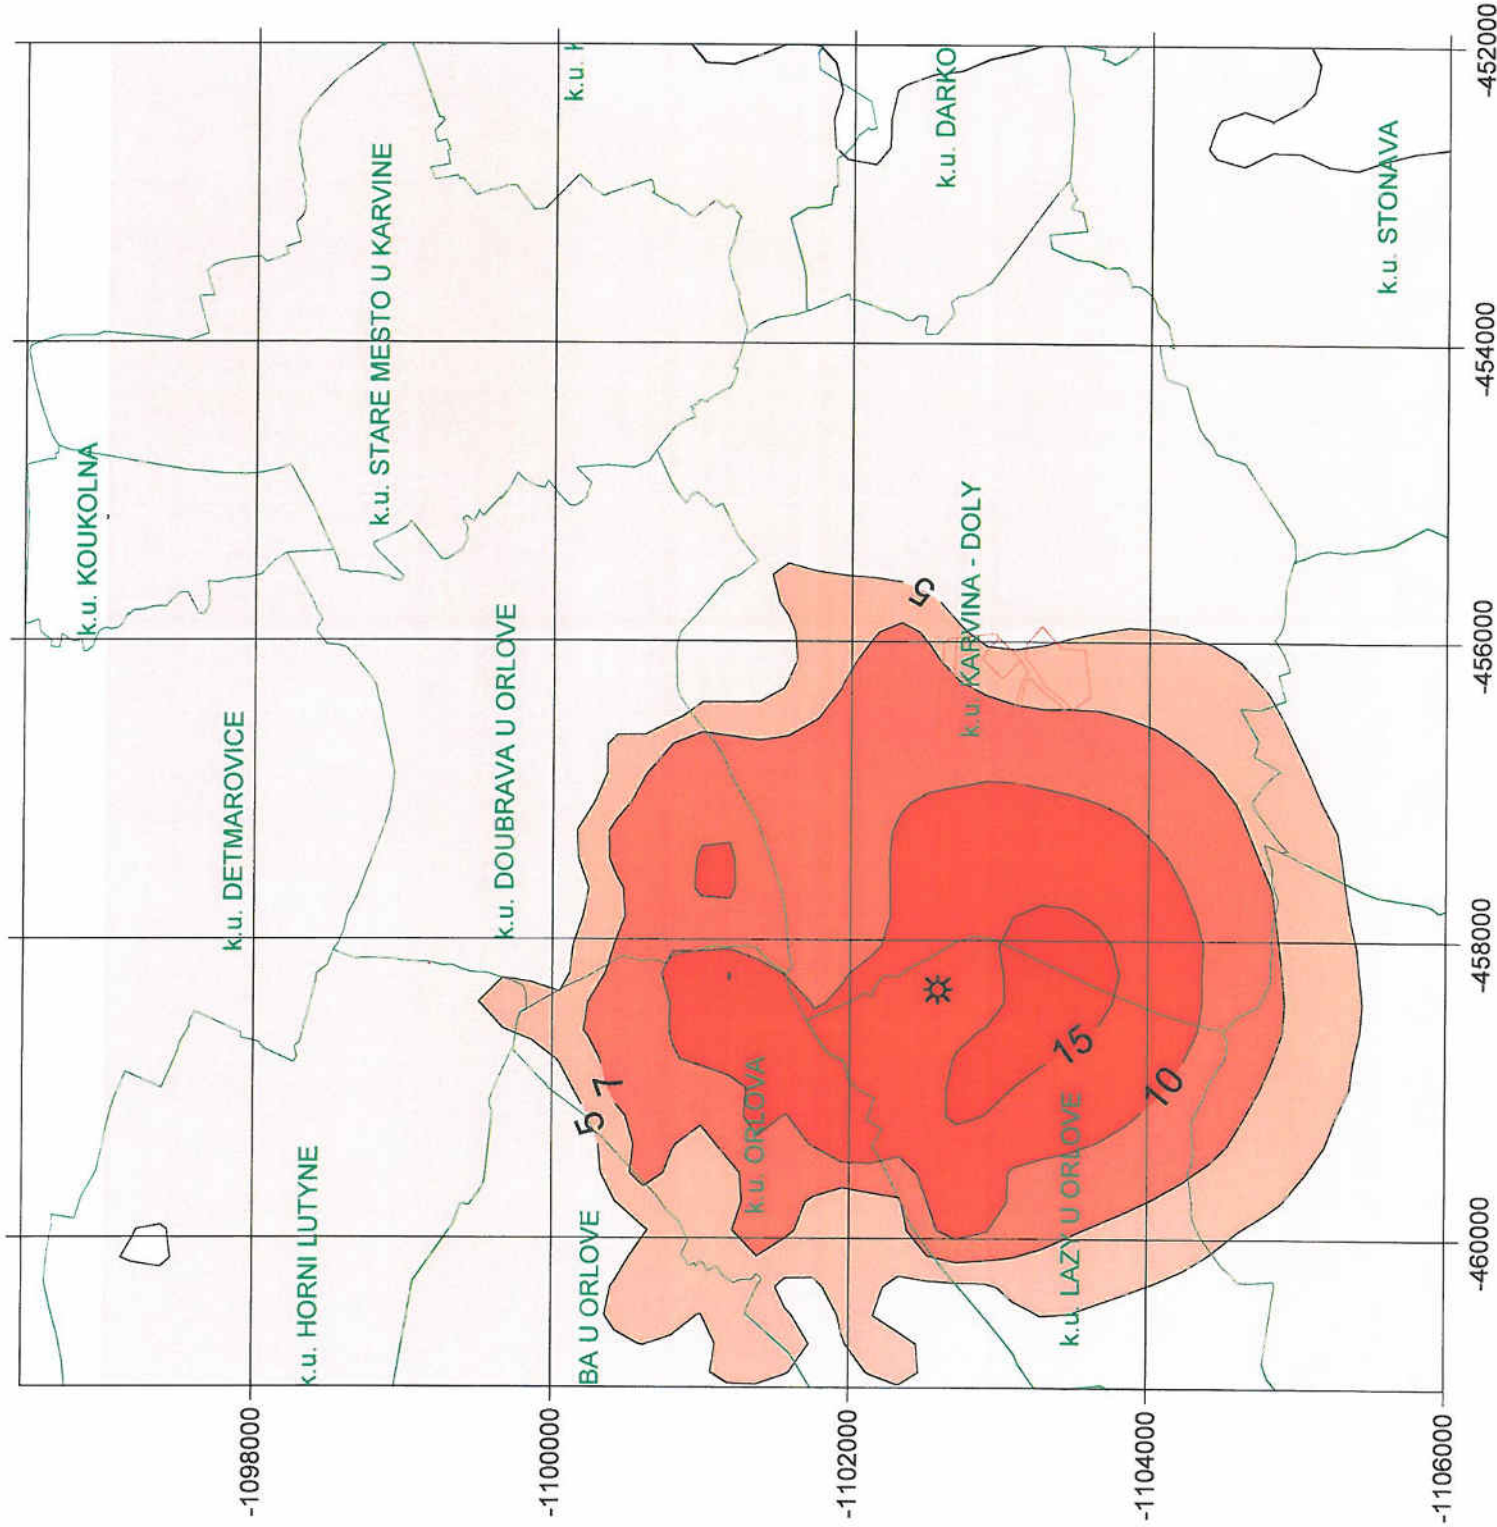 k.u. KOUKOLNA
k.u. STARE MESTO U KARVINE
k.u. DETMAROVICE
k.u. DOUBRAVA U ORLOVE
k.u. HORNI LUTYNE
BA U ORLOVE
k.u. ORLOVA
k.u. LAZY U ORLOVE
k.u. KARVINA - DOLY
k.u. DARKO
k.u. STONAVA
k.u.
5
5
7
10
15
-1098000
-1100000
-1102000
-1104000
-1106000
-460000
-458000
-456000
-454000
-452000